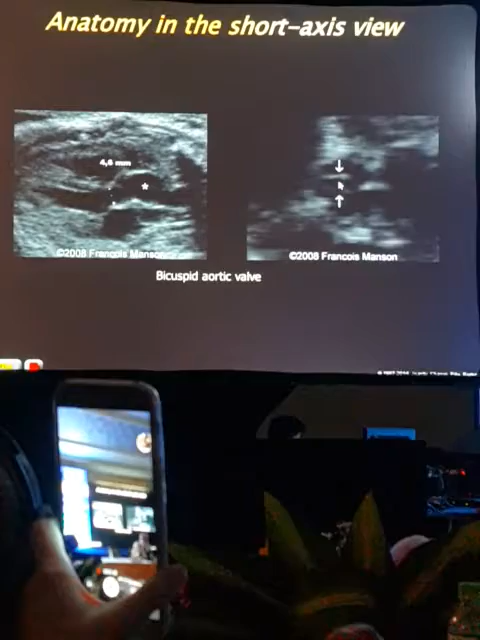 Anatomy in the short-axis view
4,6 mm
©2008 Francois Manson
©2008 Francois Manson
Bicuspid aortic valve